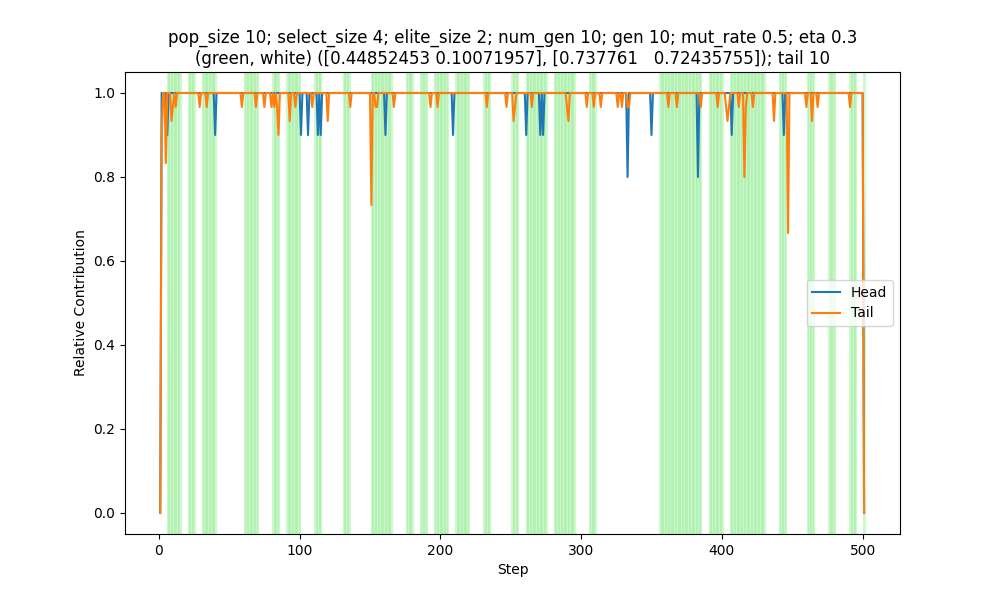 pop_size 10; select_size 4; elite_size 2; num_gen 10; gen 10; mut_rate 0.5; eta 0.3
(green, white) ([0.44852453 0.10071957], [0.737761   0.72435755]); tail 10
1.0
0.8
0.6
0.4
0.2
0.0
Relative Contribution
Head
Tail
0
100
200
300
400
500
Step